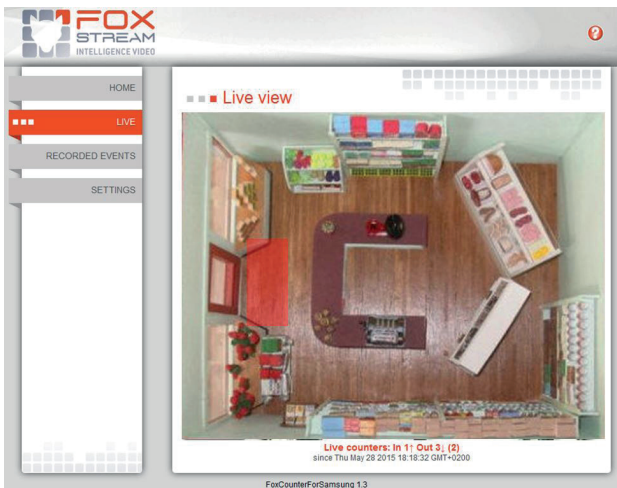 FOX
STREAM
INTELLIGENCE VIDEO
?
HOME
LIVE
RECORDED EVENTS
SETTINGS
Live view
Live counters: In 1↑ Out 3↓ (2)
since Thu May 28 2015 18:18:32 GMT+0200
FoxCounterForSamsung 1.3